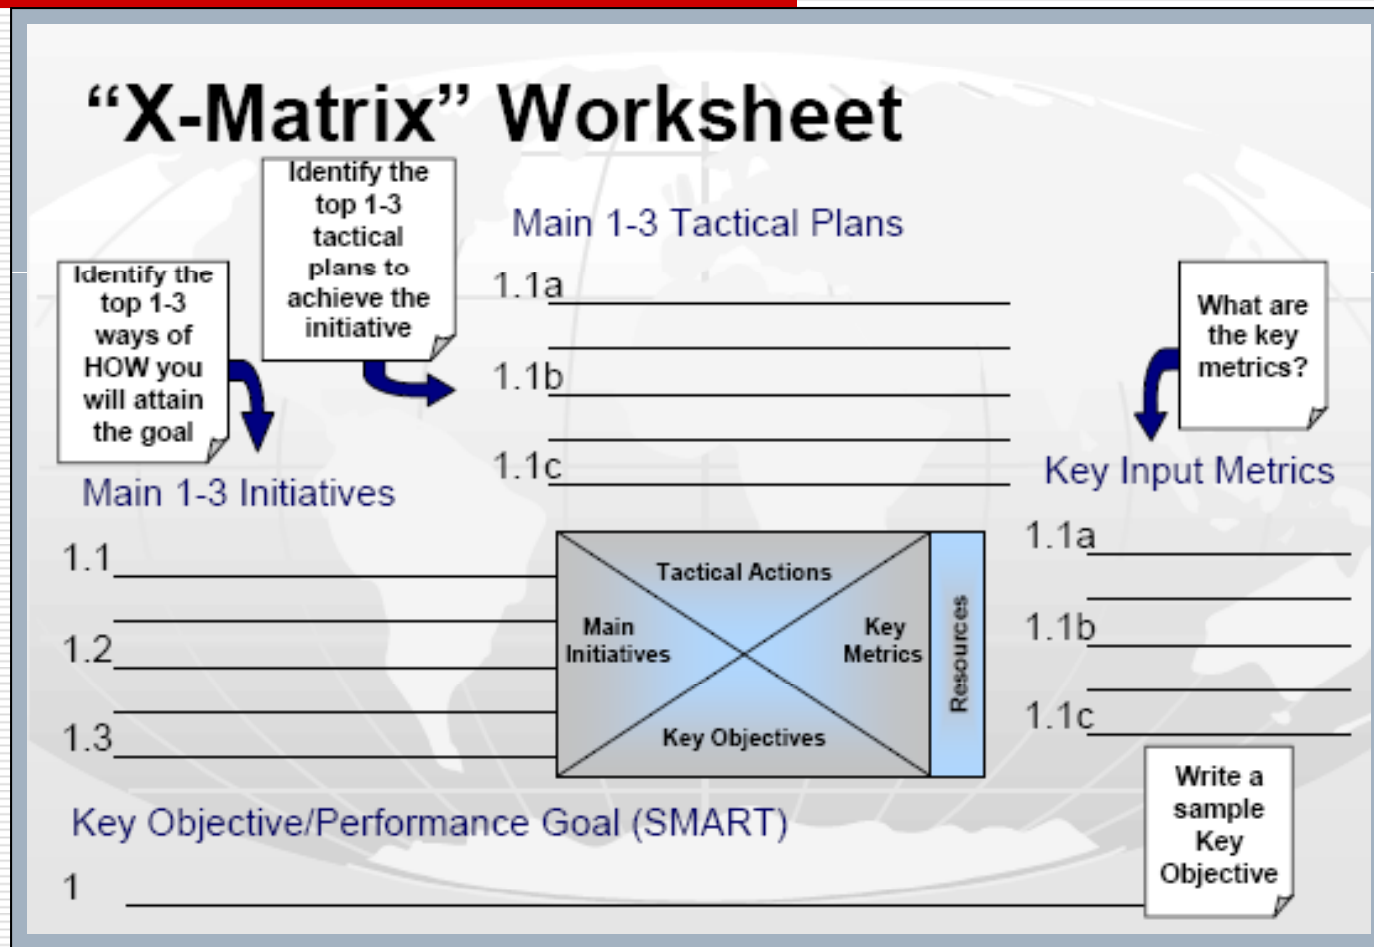 “X-Matrix” Worksheet
Identify the
top 1-3
tactical
plans to
achieve the
initiative
Main 1-3 Tactical Plans
Identify the
top 1-3
ways of
HOW you
will attain
the goal
1.1a
1.1b
1.1c
What are
the key
metrics?
Main 1-3 Initiatives
1.1
1.2
1.3
Tactical Actions
Main
Initiatives
Key
Metrics
Key Objectives
Resources
Key Input Metrics
1.1a
1.1b
1.1c
Key Objective/Performance Goal (SMART)
1
Write a
sample
Key
Objective